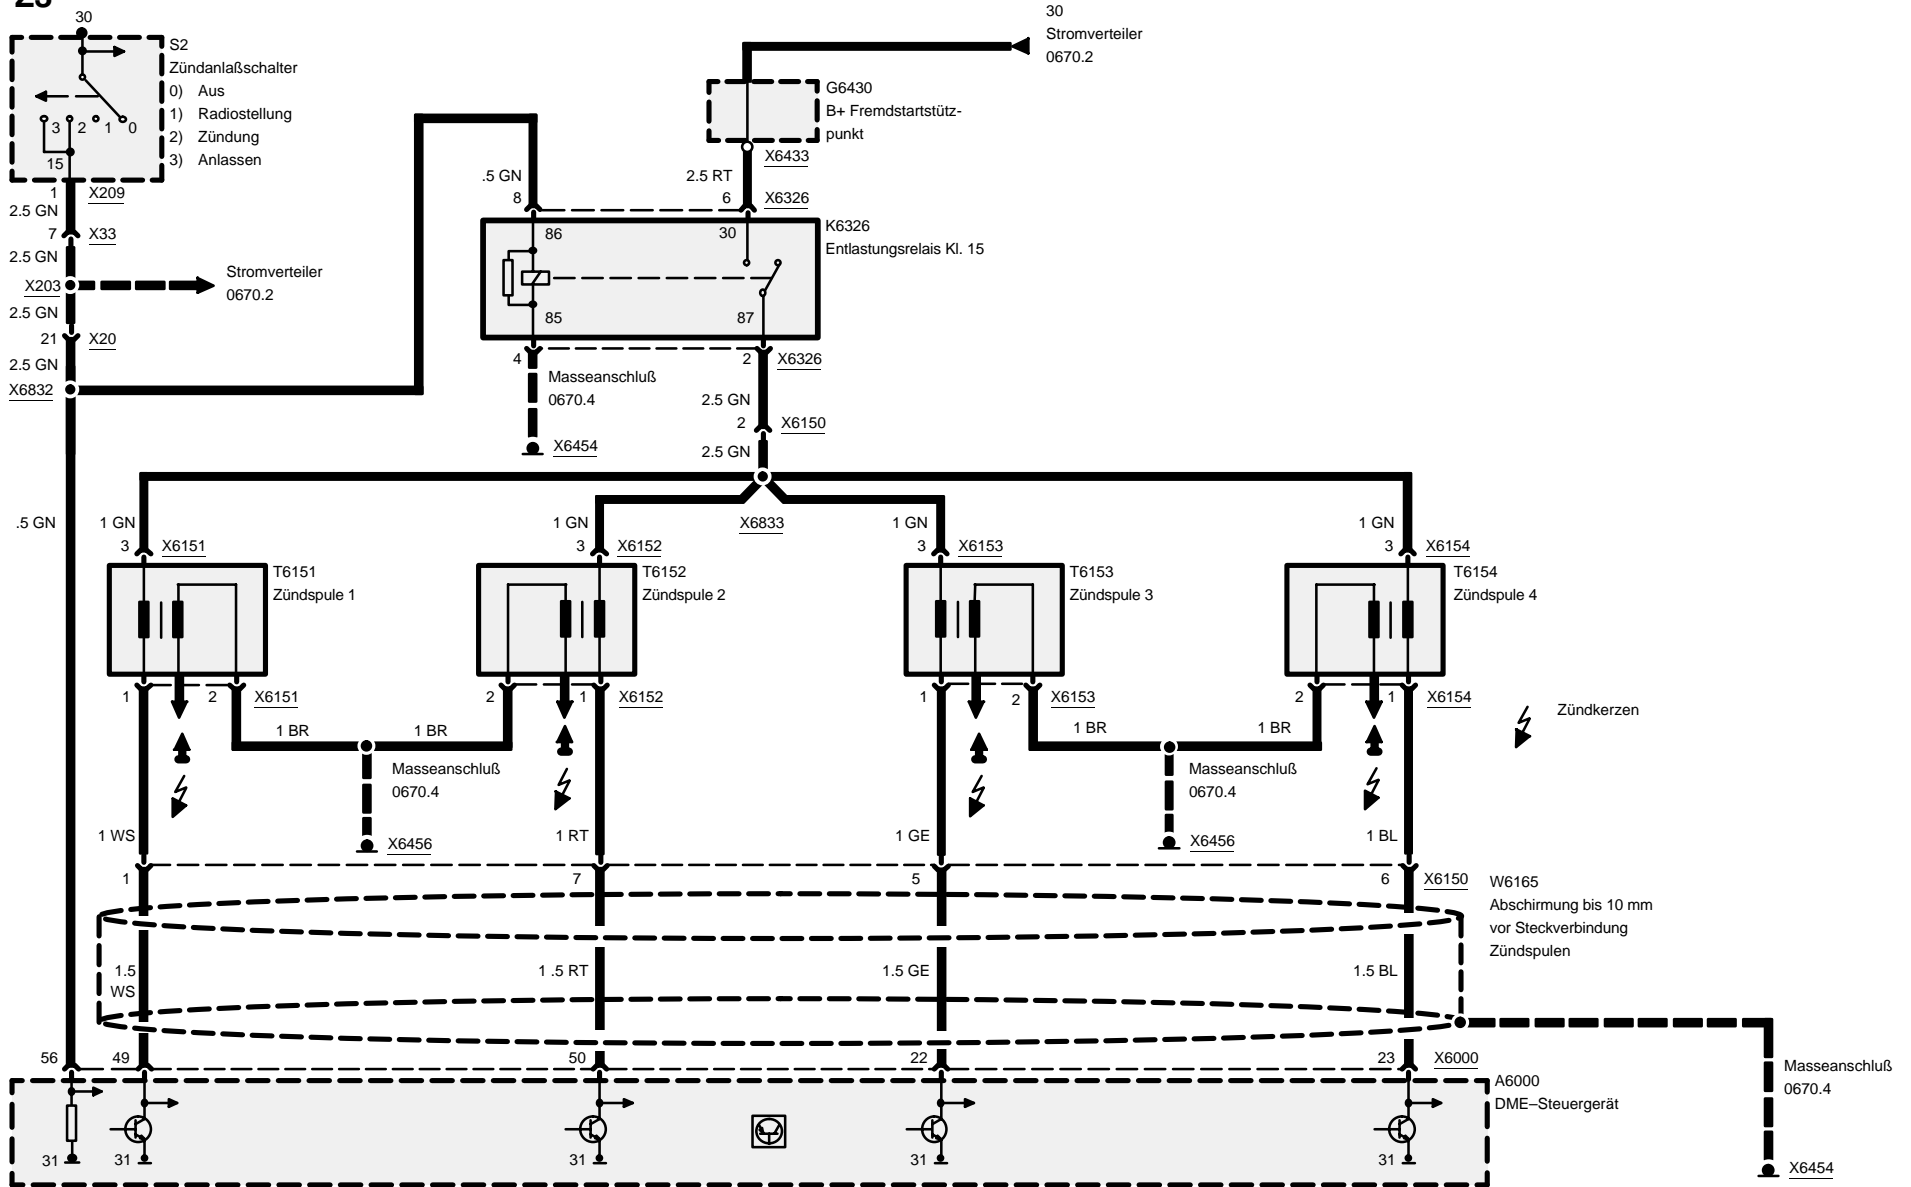 30
S2
Zündanlaßschalter
0) Aus
1) Radiostellung
2) Zündung
3) Anlassen
3 2 1 0
15
1 X209
2.5 GN
7 X33
2.5 GN
X203
Stromverteiler
0670.2
2.5 GN
21 X20
2.5 GN
X6832
30
Stromverteiler
0670.2
G6430
B+ Fremdstartstütz-
punkt
X6433
.5 GN
2.5 RT
8 6 X6326
86 30
K6326
Entlastungsrelais Kl. 15
85 87
4 2 X6326
Masseanschluß
0670.4
X6454
2.5 GN
2 X6150
2.5 GN
X6833
.5 GN
1 GN
1 GN
1 GN
1 GN
3 X6151
3 X6152
3 X6153
3 X6154
T6151
Zündspule 1
T6152
Zündspule 2
T6153
Zündspule 3
T6154
Zündspule 4
1 2 X6151
2 1 X6152
1 2 X6153
2 1 X6154
Zündkerzen
1 BR
1 BR
1 BR
1 BR
Masseanschluß
0670.4
X6456
Masseanschluß
0670.4
X6456
1 WS
1 RT
1 GE
1 BL
1 7 5 6 X6150
W6165
Abschirmung bis 10 mm
vor Steckverbindung
Zündspulen
1.5
WS
1 .5 RT
1.5 GE
1.5 BL
56 49 50 22 23 X6000
A6000
DME–Steuergerät
31 31 31 31 31
Masseanschluß
0670.4
X6454